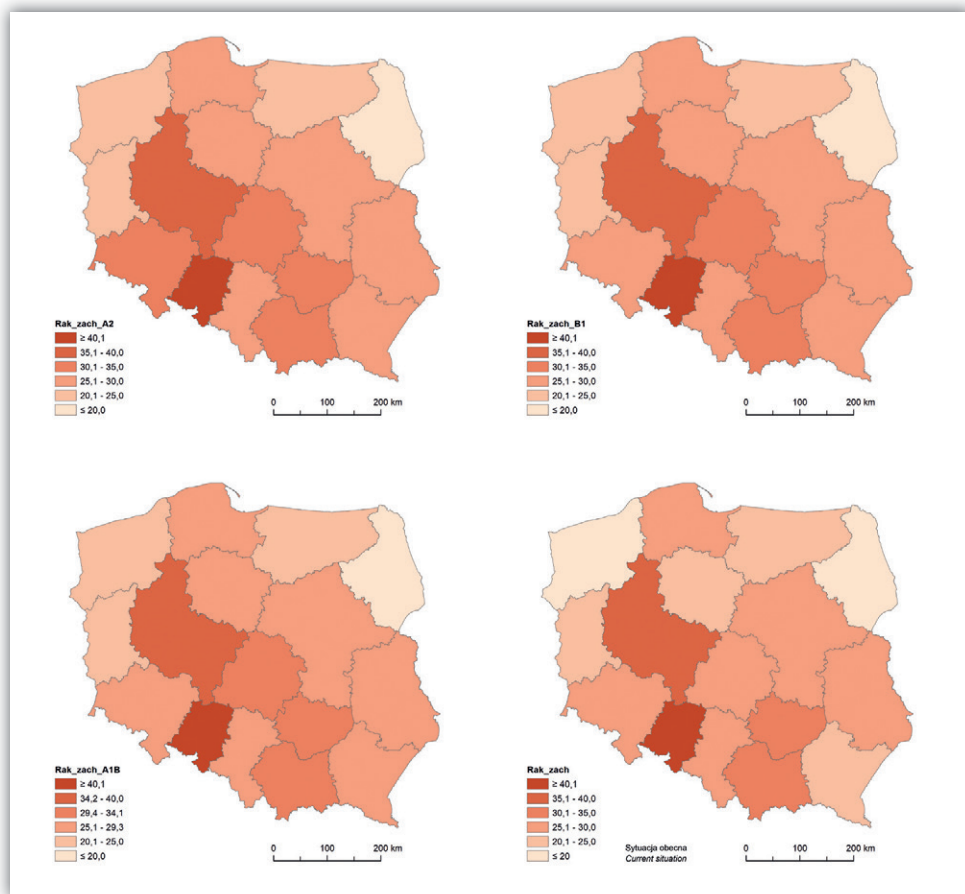 Rak_zach_A2
≥ 40,1
35,1 - 40,0
30,1 - 35,0
25,1 - 30,0
20,1 - 25,0
≤ 20,0
0 100 200 km
Rak_zach_B1
≥ 40,1
35,1 - 40,0
30,1 - 35,0
25,1 - 30,0
20,1 - 25,0
≤ 20,0
0 100 200 km
Rak_zach_A1B
≥ 40,1
34,2 - 40,0
29,4 - 34,1
25,1 - 29,3
20,1 - 25,0
≤ 20,0
0 100 200 km
Rak_zach
≥ 40,1
35,1 - 40,0
30,1 - 35,0
25,1 - 30,0
20,1 - 25,0
≤ 20
Sytuacja obecna
Current situation
0 100 200 km